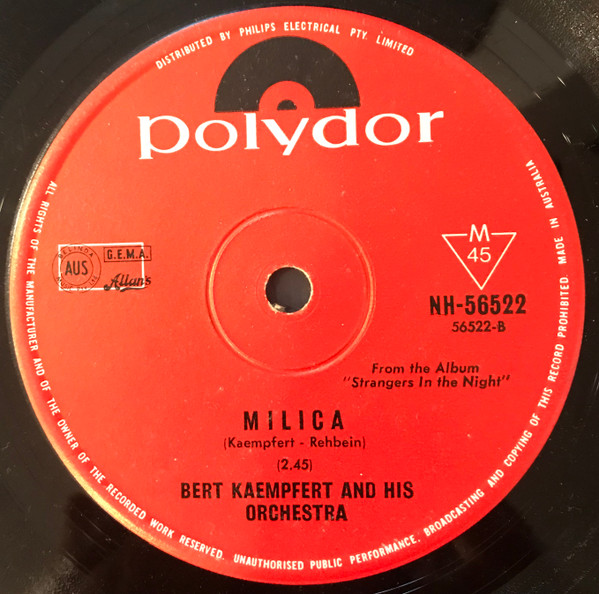 DISTRIBUTED BY PHILIPS ELECTRICAL PTY. LIMITED
polydor
ALL RIGHTS OF THE MANUFACTURER AND OF THE OWNER OF THE RECORDED WORK RESERVED. UNAUTHORISED PUBLIC PERFORMANCE, BROADCASTING AND COPYING OF THIS RECORD PROHIBITED. MADE IN AUSTRALIA
BELINDA
AUS
G.E.M.A.
Allans
M
45
NH-56522
56522-B
From the Album
"Strangers In the Night"
MILICA
(Kaempfert - Rehbein)
(2.45)
BERT KAEMPFERT AND HIS
ORCHESTRA